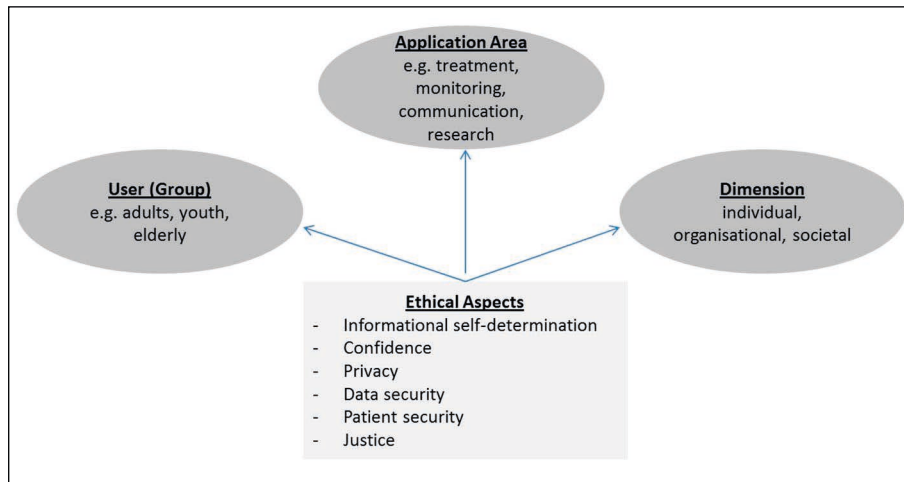 Application Area
e.g. treatment,
monitoring,
communication,
research
User (Group)
e.g. adults, youth,
elderly
Dimension
individual,
organisational, societal
Ethical Aspects
- Informational self-determination
- Confidence
- Privacy
- Data security
- Patient security
- Justice